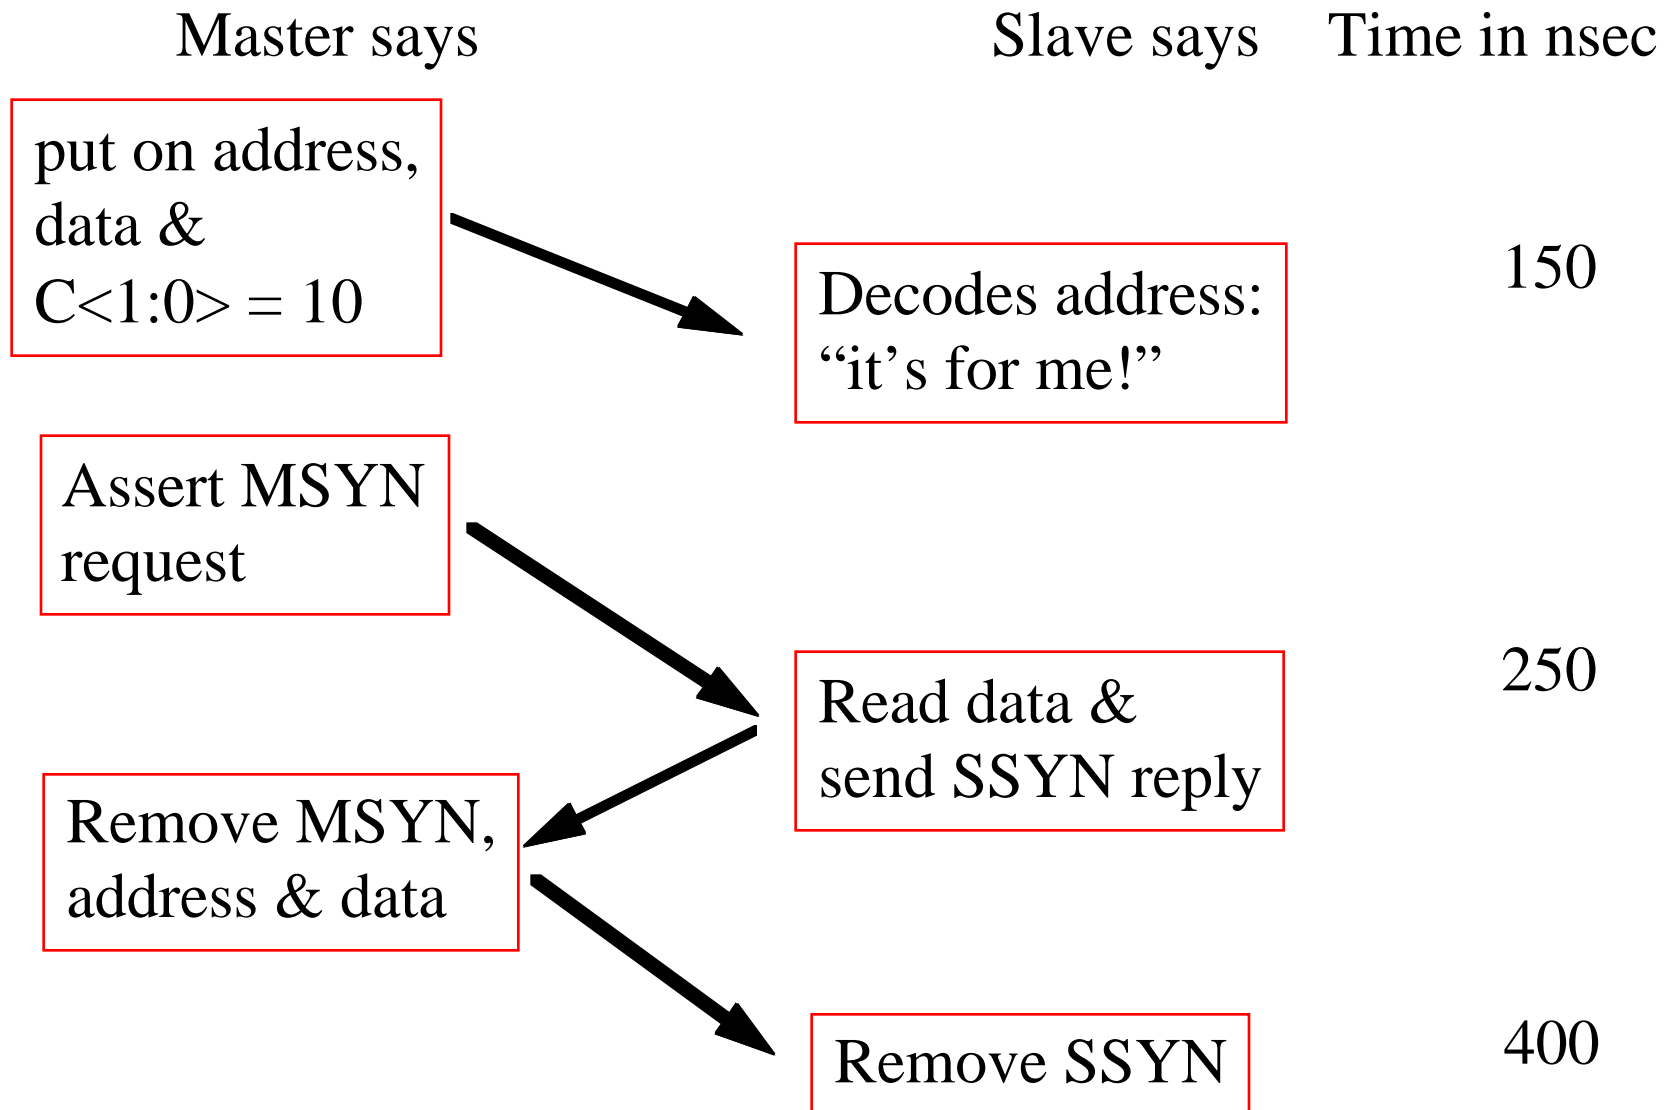 Master says
Slave says
Time in nsec
put on address,
data &
C<1:0> = 10
Decodes address:
“it’s for me!”
150
Assert MSYN
request
Read data &
send SSYN reply
250
Remove MSYN,
address & data
Remove SSYN
400